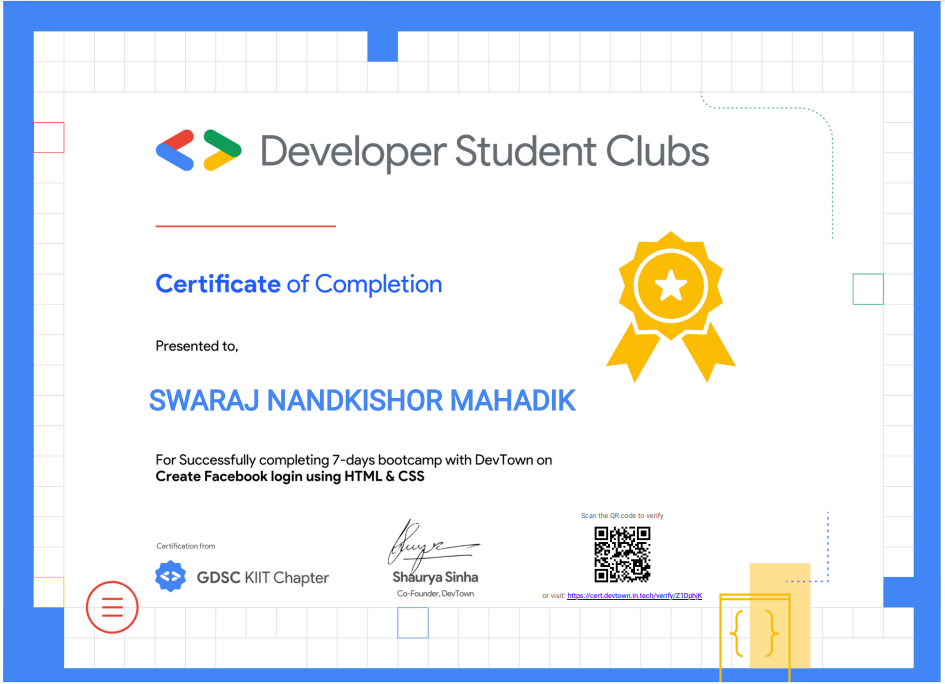 Developer Student Clubs
Certificate of Completion
Presented to,
SWARAJ NANDKISHOR MAHADIK
For Successfully completing 7-days bootcamp with DevTown on
Create Facebook login using HTML & CSS
Certification from
GDSC KIIT Chapter
Shaurya Sinha
Co-Founder, DevTown
Scan the QR code to verify
or visit: https://cert.devtown.in.tech/verify/Z1DphjK